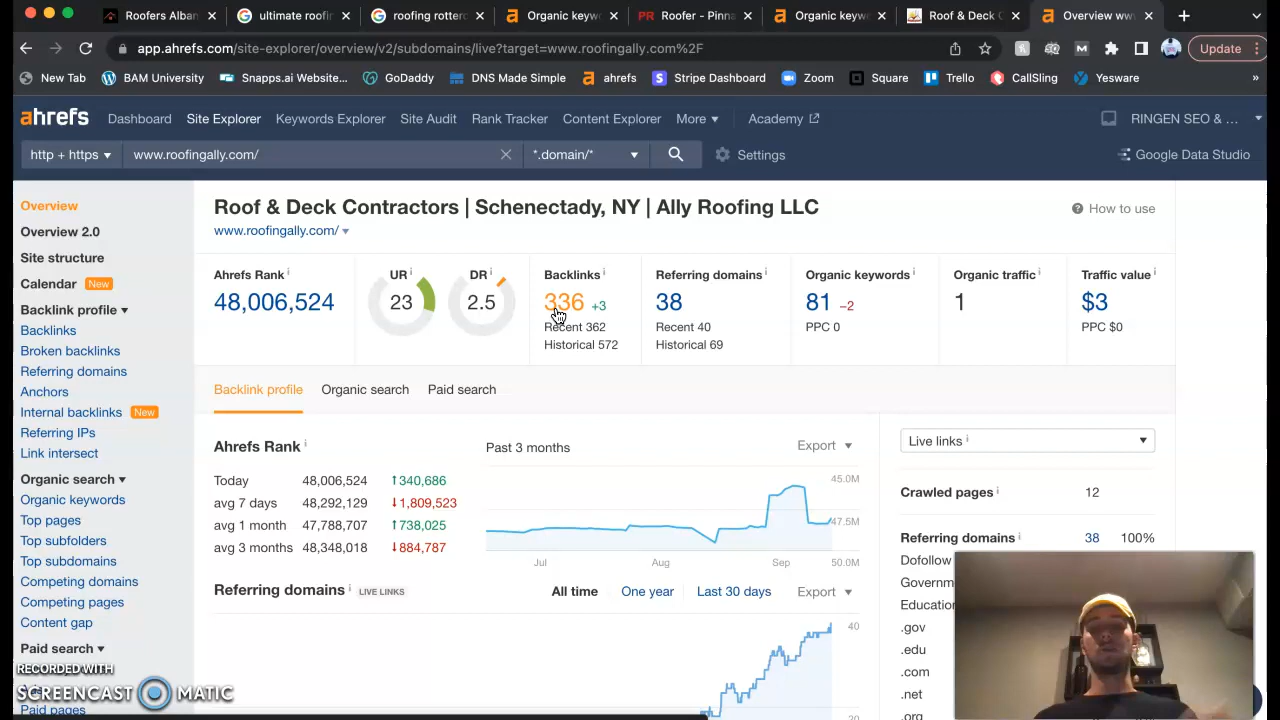 Roofers Alban
ultimate roofir
roofing rotter
Organic keyw
Roofer - Pinna
Organic keyw
Roof & Deck C
Overview ww
app.ahrefs.com/site-explorer/overview/v2/subdomains/live?target=www.roofingally.com%2F
Update
New Tab
BAM University
Snapps.ai Website...
GoDaddy
DNS Made Simple
ahrefs
Stripe Dashboard
Zoom
Square
Trello
CallSling
Yesware
»
ahrefs
Dashboard
Site Explorer
Keywords Explorer
Site Audit
Rank Tracker
Content Explorer
More
Academy
RINGEN SEO & ...
http + https
www.roofingally.com/
*.domain/*
Settings
Google Data Studio
Overview
Overview 2.0
Site structure
Calendar New
Backlink profile
Backlinks
Broken backlinks
Referring domains
Anchors
Internal backlinks New
Referring IPs
Link intersect
Organic search
Organic keywords
Top pages
Top subfolders
Top subdomains
Competing domains
Competing pages
Content gap
Paid search
Paid pages
Roof & Deck Contractors | Schenectady, NY | Ally Roofing LLC
How to use
www.roofingally.com/
Ahrefs Rank
48,006,524
UR
23
DR
2.5
Backlinks
336 +3
Recent 362
Historical 572
Referring domains
38
Recent 40
Historical 69
Organic keywords
81 −2
PPC 0
Organic traffic
1
Traffic value
$3
PPC $0
Backlink profile
Organic search
Paid search
Ahrefs Rank
Past 3 months
Export
Today 48,006,524 ↑340,686
avg 7 days 48,292,129 ↓1,809,523
avg 1 month 47,788,707 ↑738,025
avg 3 months 48,348,018 ↓884,787
45.0M
47.5M
50.0M
Jul
Aug
Sep
Referring domains LIVE LINKS
All time
One year
Last 30 days
Export
40
20
Live links
Crawled pages 12
Referring domains 38 100%
Dofollow
Governm
Education
.gov
.edu
.com
.net
.org
RECORDED WITH
SCREENCAST MATIC